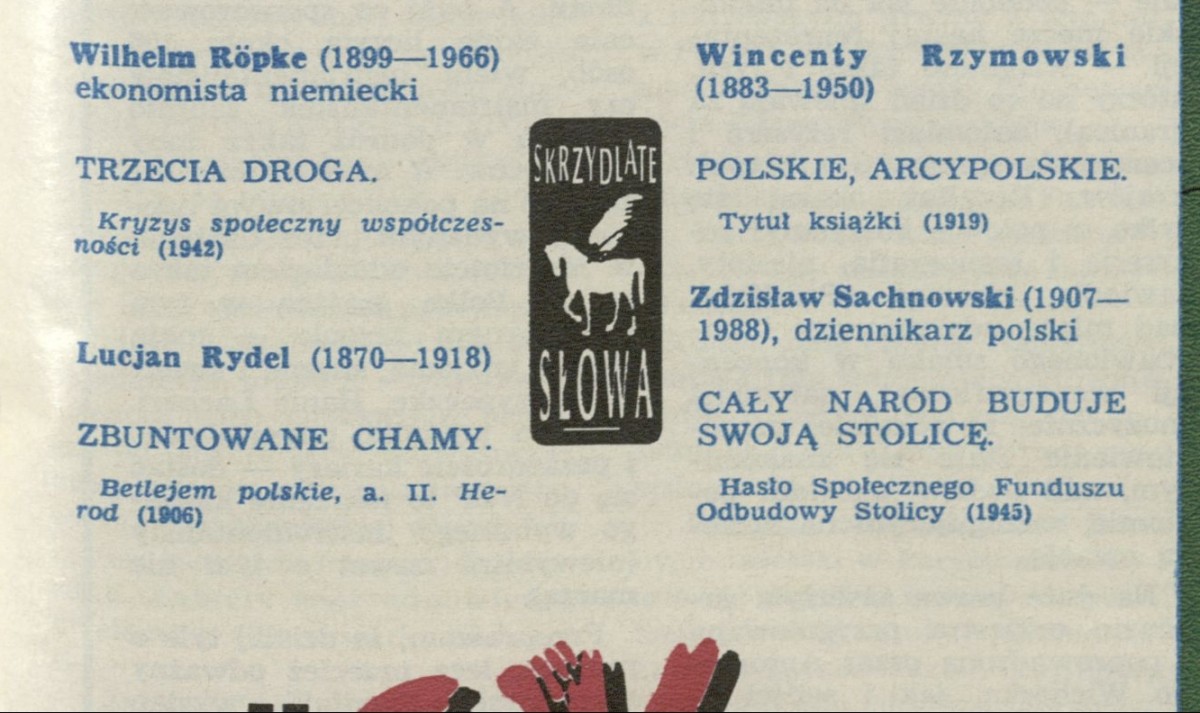 Wilhelm Röpke (1899—1966)
ekonomista niemiecki
TRZECIA DROGA.
Kryzys społeczny współczes-
ności (1942)
Lucjan Rydel (1870—1918)
ZBUNTOWANE CHAMY.
Betlejem polskie, a. II. He-
rod (1906)
SKRZYDLATE
SŁOWA
Wincenty Rzymowski
(1883—1950)
POLSKIE, ARCYPOLSKIE.
Tytuł książki (1919)
Zdzisław Sachnowski (1907—
1988), dziennikarz polski
CAŁY NARÓD BUDUJE
SWOJĄ STOLICĘ.
Hasło Społecznego Funduszu
Odbudowy Stolicy (1945)